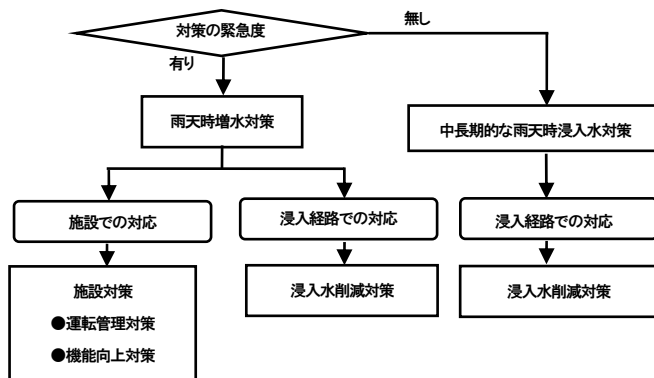 対策の緊急度
無し
有り
雨天時増水対策
中長期的な雨天時浸入水対策
施設での対応
浸入経路での対応
浸入経路での対応
施設対策
●運転管理対策
●機能向上対策
浸入水削減対策
浸入水削減対策